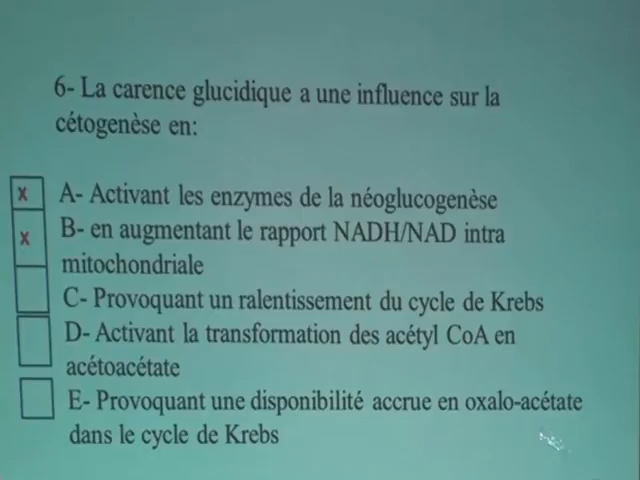 6- La carence glucidique a une influence sur la
cétogenèse en:
x A- Activant les enzymes de la néoglucogenèse
x B- en augmentant le rapport NADH/NAD intra
mitochondriale
C- Provoquant un ralentissement du cycle de Krebs
D- Activant la transformation des acétyl CoA en
acétoacétate
E- Provoquant une disponibilité accrue en oxalo-acétate
dans le cycle de Krebs